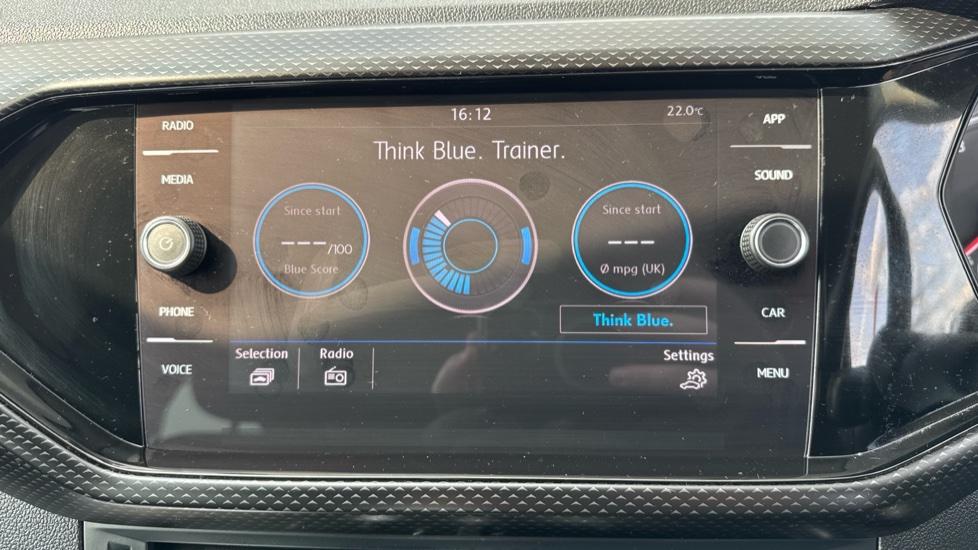 16:12
22.0°C
RADIO
MEDIA
PHONE
VOICE
Think Blue. Trainer.
Since start
---/100
Blue Score
Since start
---
Ø mpg (UK)
Think Blue.
Selection
Radio
Settings
APP
SOUND
CAR
MENU